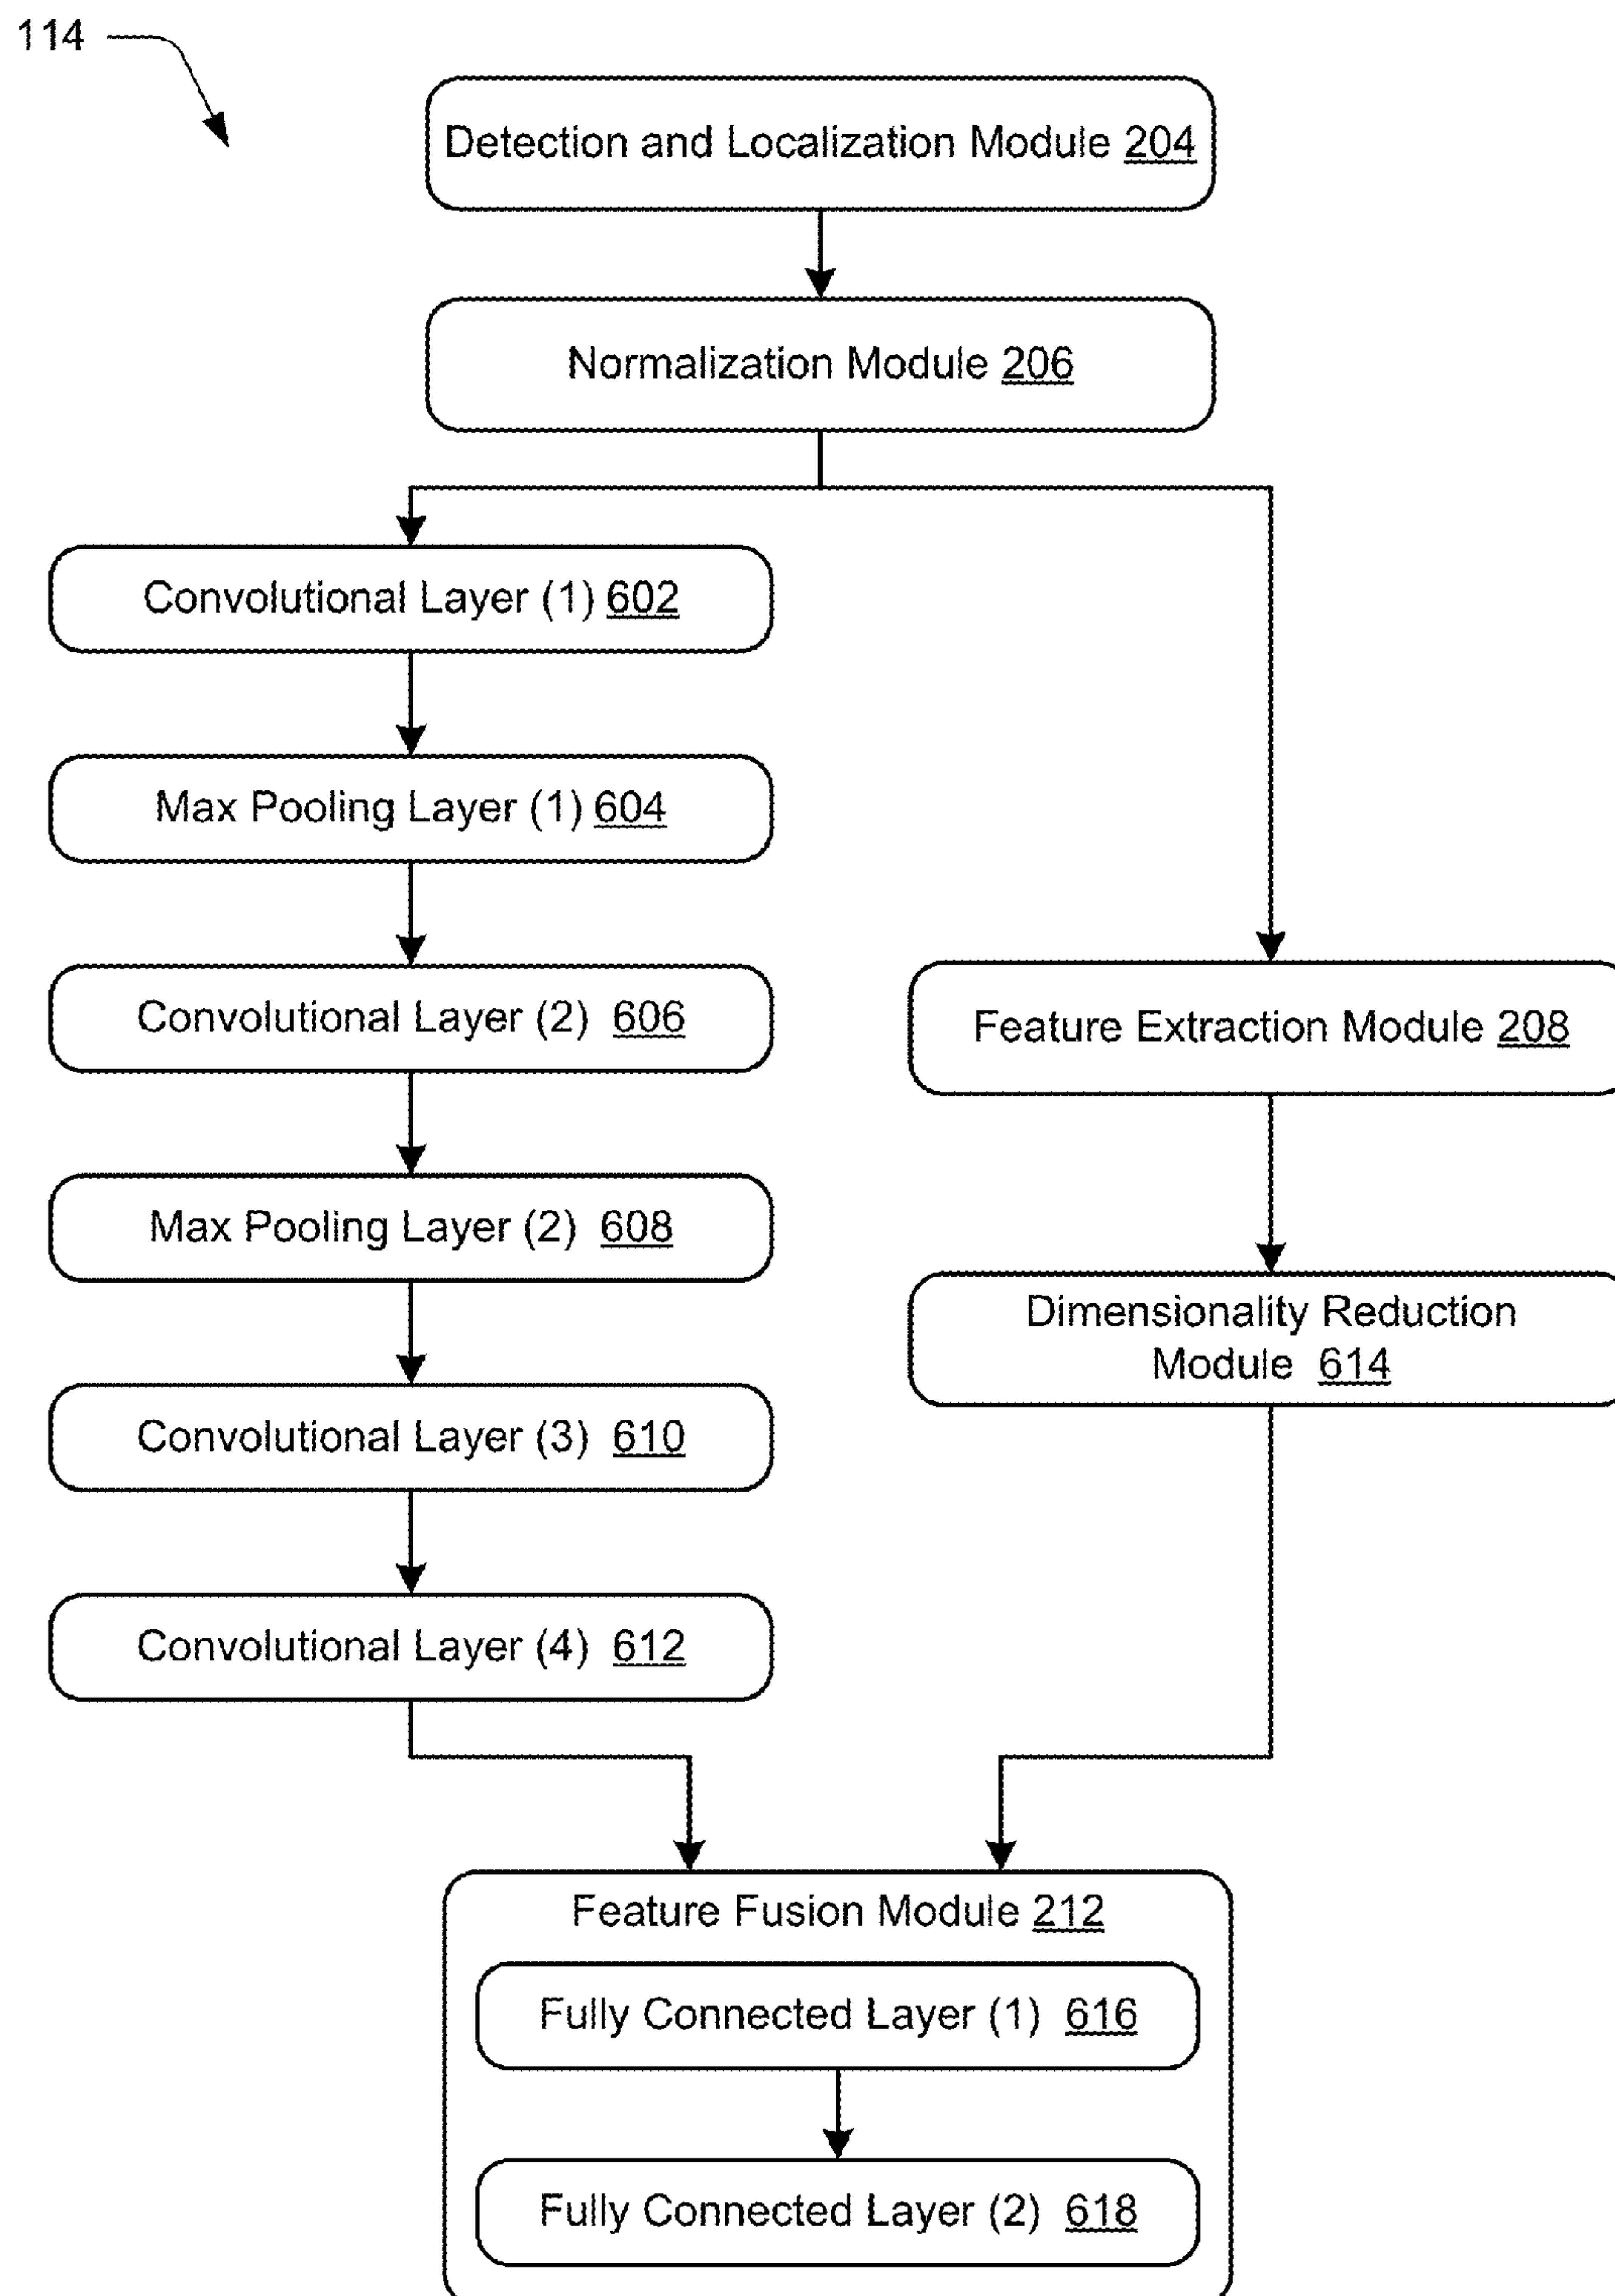 114
Detection and Localization Module 204
Normalization Module 206
Convolutional Layer (1) 602
Max Pooling Layer (1) 604
Convolutional Layer (2) 606
Max Pooling Layer (2) 608
Convolutional Layer (3) 610
Convolutional Layer (4) 612
Feature Extraction Module 208
Dimensionality Reduction
Module 614
Feature Fusion Module 212
Fully Connected Layer (1) 616
Fully Connected Layer (2) 618